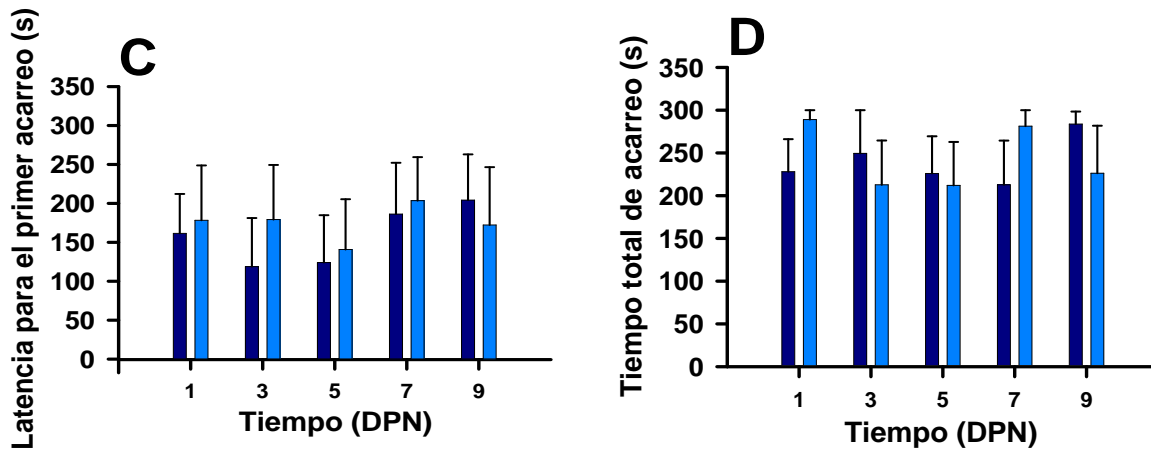 C
Latencia para el primer acarreo (s)
350
300
250
200
150
100
50
0
1 3 5 7 9
Tiempo (DPN)
D
Tiempo total de acarreo (s)
350
300
250
200
150
100
50
0
1 3 5 7 9
Tiempo (DPN)